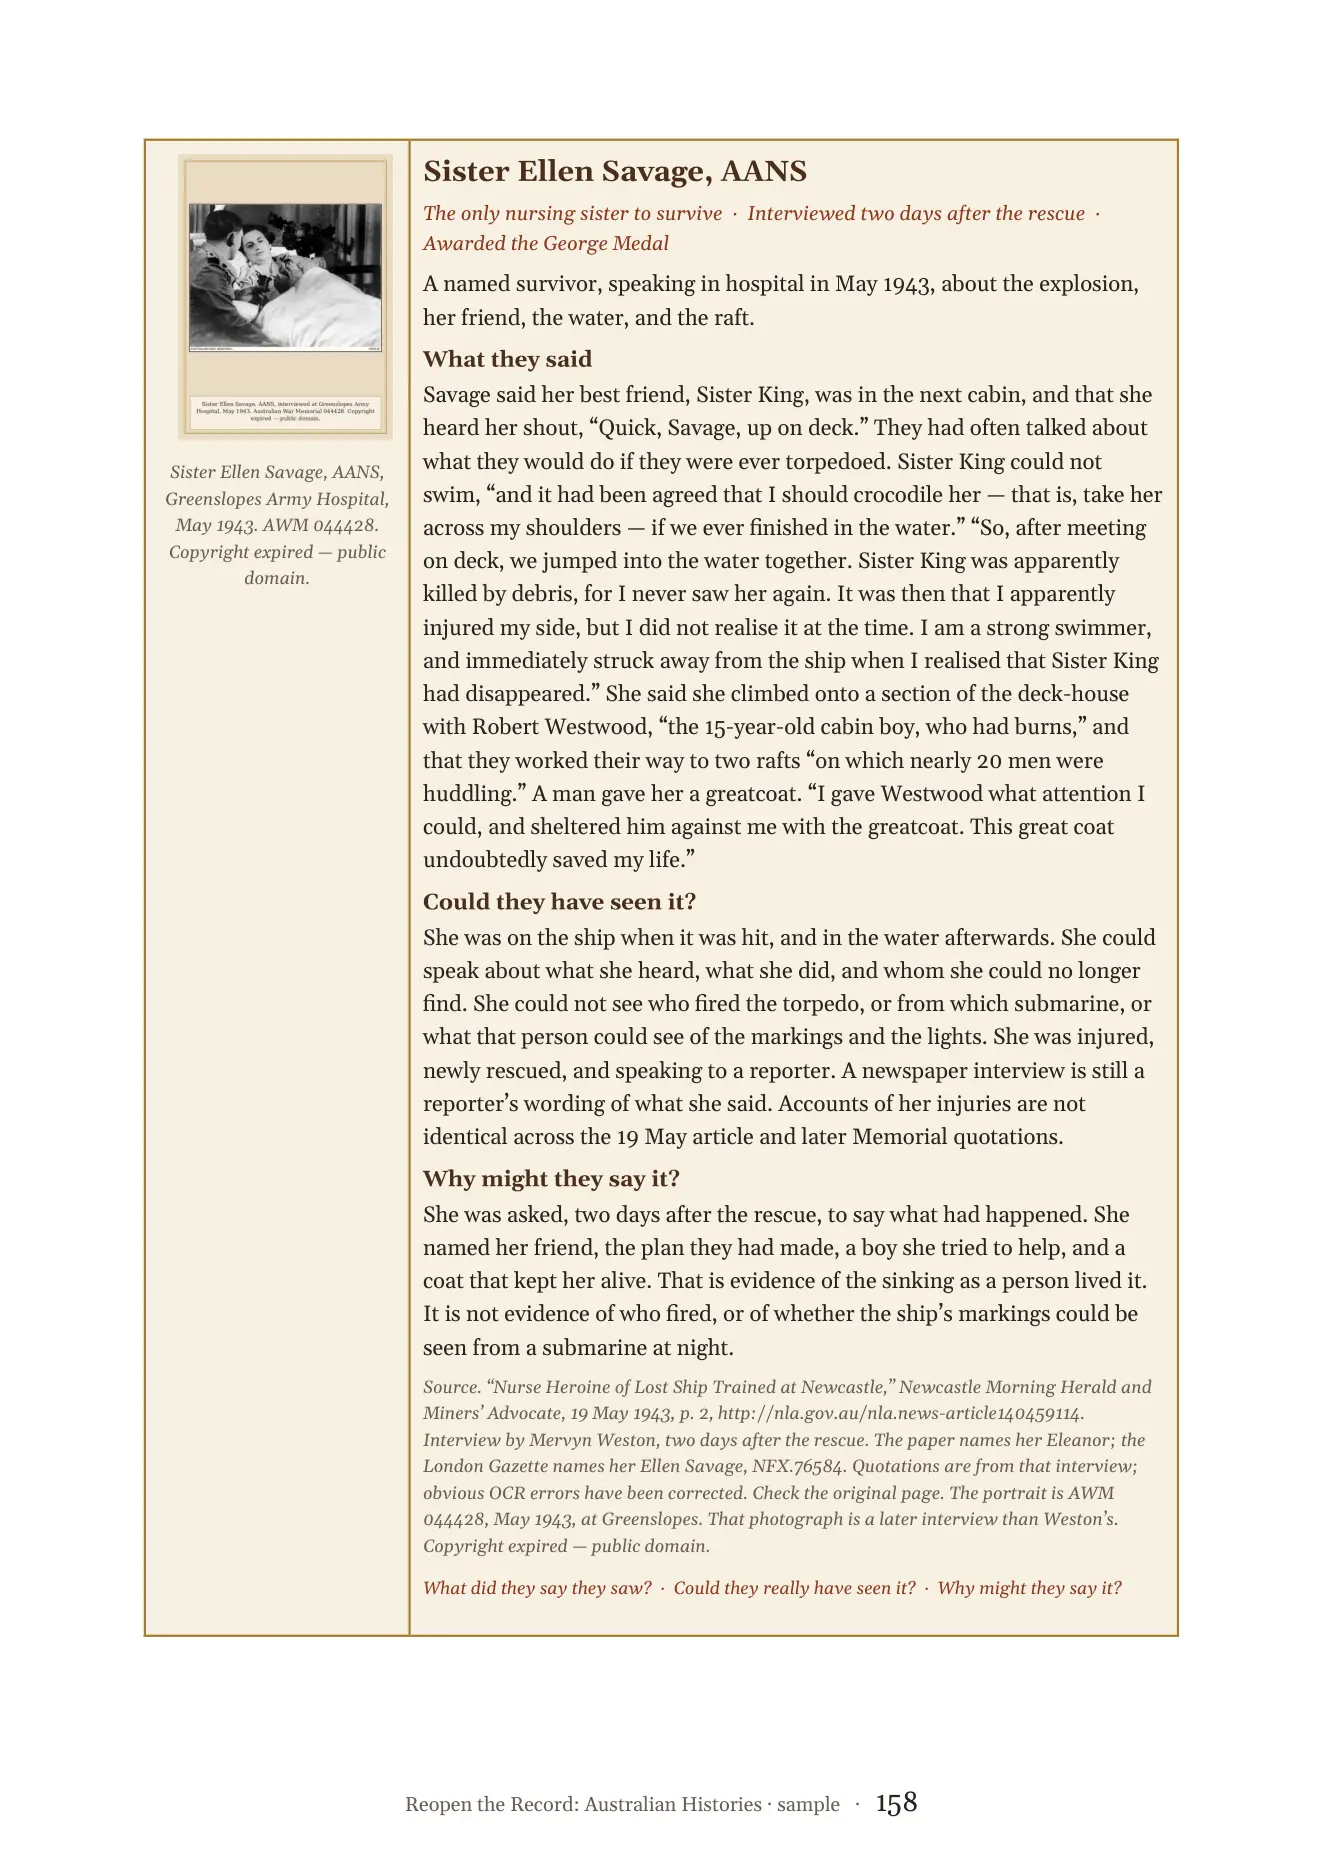 Sister Ellen Savage, AANS, interviewed at Greenslopes Army
Hospital, May 1943. Australian War Memorial 044428. Copyright
expired — public domain.
Sister Ellen Savage, AANS,
Greenslopes Army Hospital,
May 1943. AWM 044428.
Copyright expired — public
domain.
Sister Ellen Savage, AANS
The only nursing sister to survive · Interviewed two days after the rescue ·
Awarded the George Medal
A named survivor, speaking in hospital in May 1943, about the explosion,
her friend, the water, and the raft.
What they said
Savage said her best friend, Sister King, was in the next cabin, and that she
heard her shout, “Quick, Savage, up on deck.” They had often talked about
what they would do if they were ever torpedoed. Sister King could not
swim, “and it had been agreed that I should crocodile her — that is, take her
across my shoulders — if we ever finished in the water.” “So, after meeting
on deck, we jumped into the water together. Sister King was apparently
killed by debris, for I never saw her again. It was then that I apparently
injured my side, but I did not realise it at the time. I am a strong swimmer,
and immediately struck away from the ship when I realised that Sister King
had disappeared.” She said she climbed onto a section of the deck-house
with Robert Westwood, “the 15-year-old cabin boy, who had burns,” and
that they worked their way to two rafts “on which nearly 20 men were
huddling.” A man gave her a greatcoat. “I gave Westwood what attention I
could, and sheltered him against me with the greatcoat. This great coat
undoubtedly saved my life.”
Could they have seen it?
She was on the ship when it was hit, and in the water afterwards. She could
speak about what she heard, what she did, and whom she could no longer
find. She could not see who fired the torpedo, or from which submarine, or
what that person could see of the markings and the lights. She was injured,
newly rescued, and speaking to a reporter. A newspaper interview is still a
reporter’s wording of what she said. Accounts of her injuries are not
identical across the 19 May article and later Memorial quotations.
Why might they say it?
She was asked, two days after the rescue, to say what had happened. She
named her friend, the plan they had made, a boy she tried to help, and a
coat that kept her alive. That is evidence of the sinking as a person lived it.
It is not evidence of who fired, or of whether the ship’s markings could be
seen from a submarine at night.
Source. “Nurse Heroine of Lost Ship Trained at Newcastle,” Newcastle Morning Herald and
Miners’ Advocate, 19 May 1943, p. 2, http://nla.gov.au/nla.news-article140459114.
Interview by Mervyn Weston, two days after the rescue. The paper names her Eleanor; the
London Gazette names her Ellen Savage, NFX.76584. Quotations are from that interview;
obvious OCR errors have been corrected. Check the original page. The portrait is AWM
044428, May 1943, at Greenslopes. That photograph is a later interview than Weston’s.
Copyright expired — public domain.
What did they say they saw? · Could they really have seen it? · Why might they say it?
Reopen the Record: Australian Histories · sample · 158